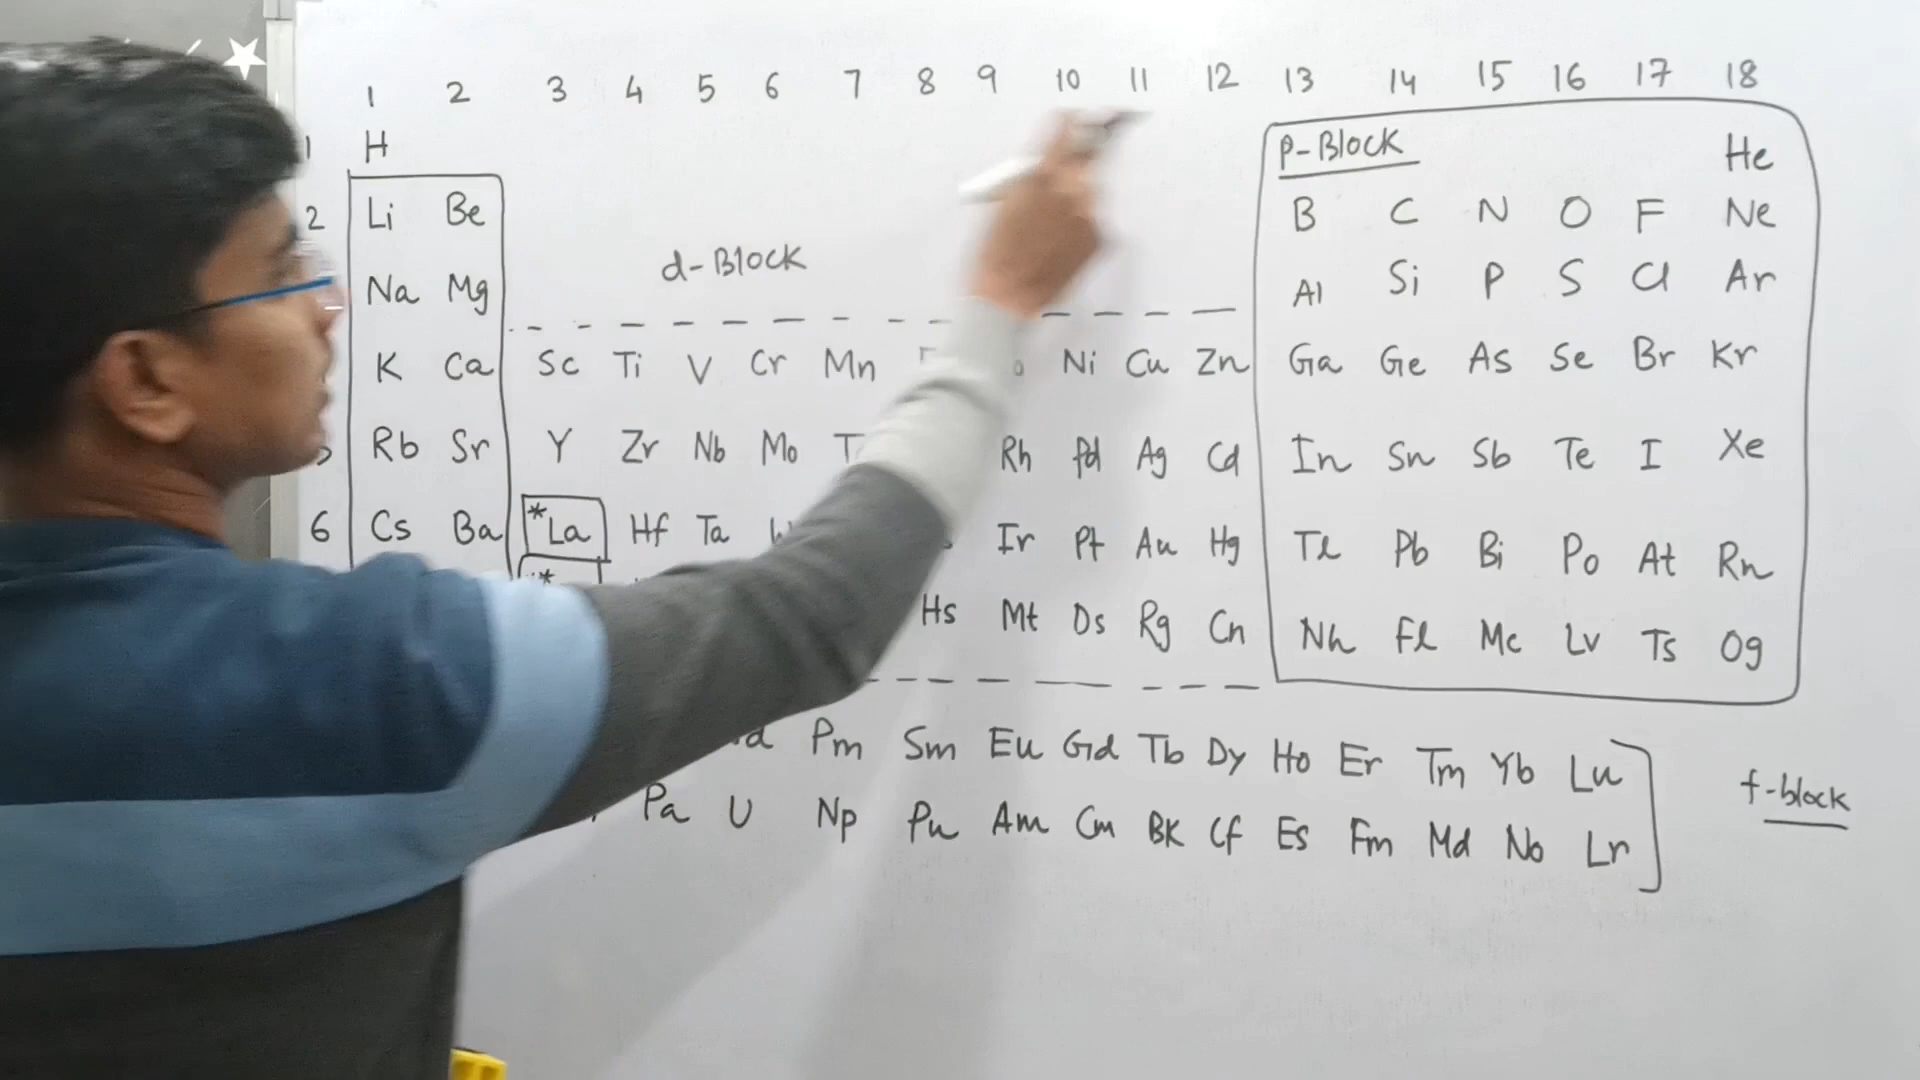 1 2 3 4 5 6 7 8 9 10 11 12 13 14 15 16 17 18
1 H P-Block He
2 Li Be B C N O F Ne
d-Block
Na Mg Al Si P S Cl Ar
K Ca Sc Ti V Cr Mn Ni Cu Zn Ga Ge As Se Br Kr
Rb Sr Y Zr Nb Mo Rh Pd Ag Cd In Sn Sb Te I Xe
6 Cs Ba *La Hf Ta Ir Pt Au Hg Tl Pb Bi Po At Rn
Hs Mt Ds Rg Cn Nh Fl Mc Lv Ts Og
Pm Sm Eu Gd Tb Dy Ho Er Tm Yb Lu
f-block
Pa U Np Pu Am Cm BK Cf Es Fm Md No Lr